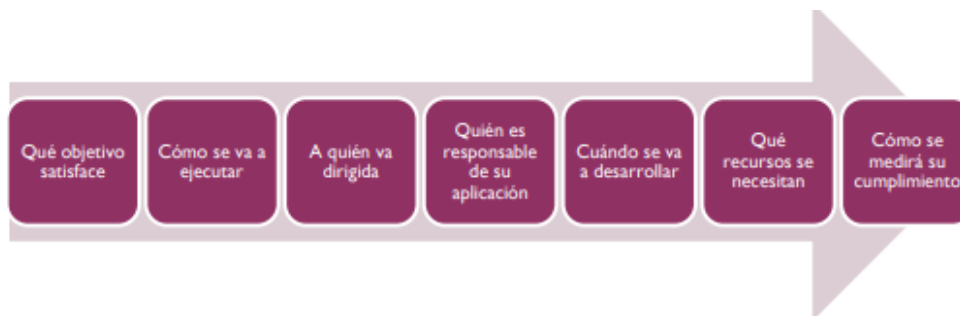 Qué objetivo
satisface
Cómo se va a
ejecutar
A quién va
dirigida
Quién es
responsable
de su
aplicación
Cuándo se va
a desarrollar
Qué
recursos se
necesitan
Cómo se
medirá su
cumplimiento